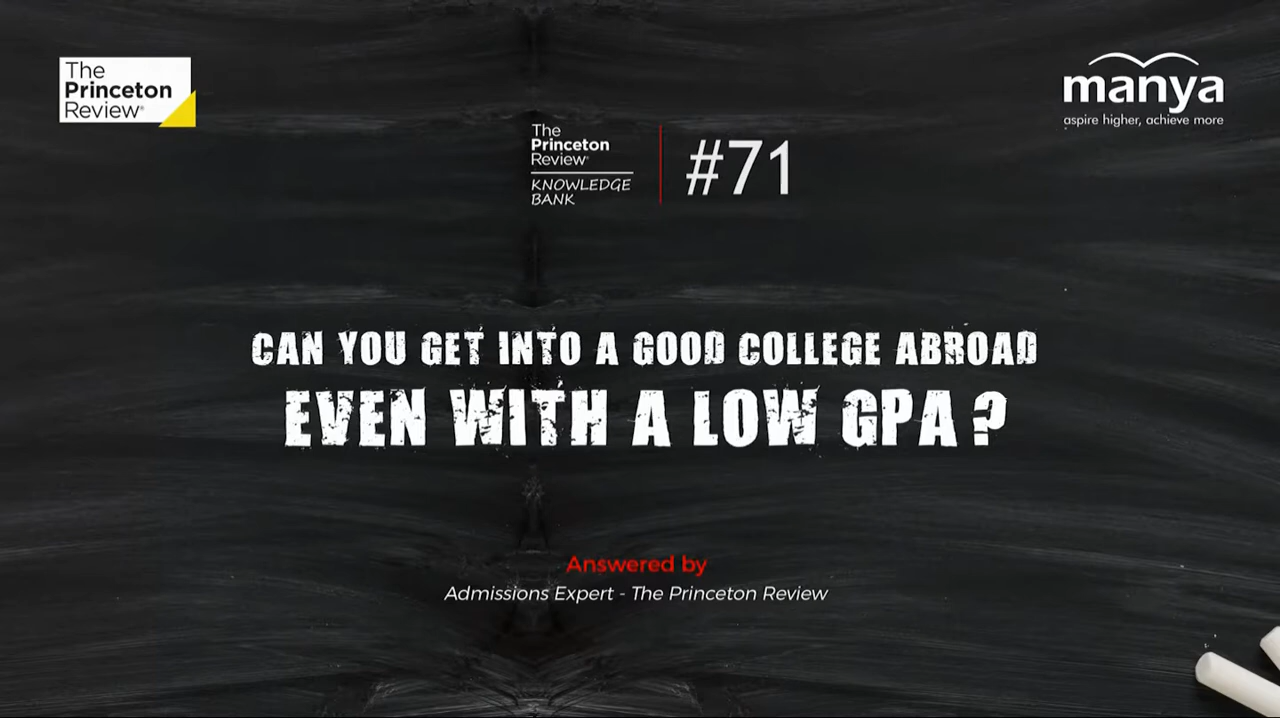 The
Princeton
Review®
manya
aspire higher, achieve more
The
Princeton
Review®
KNOWLEDGE
BANK
#71
CAN YOU GET INTO A GOOD COLLEGE ABROAD
EVEN WITH A LOW GPA?
Answered by
Admissions Expert - The Princeton Review